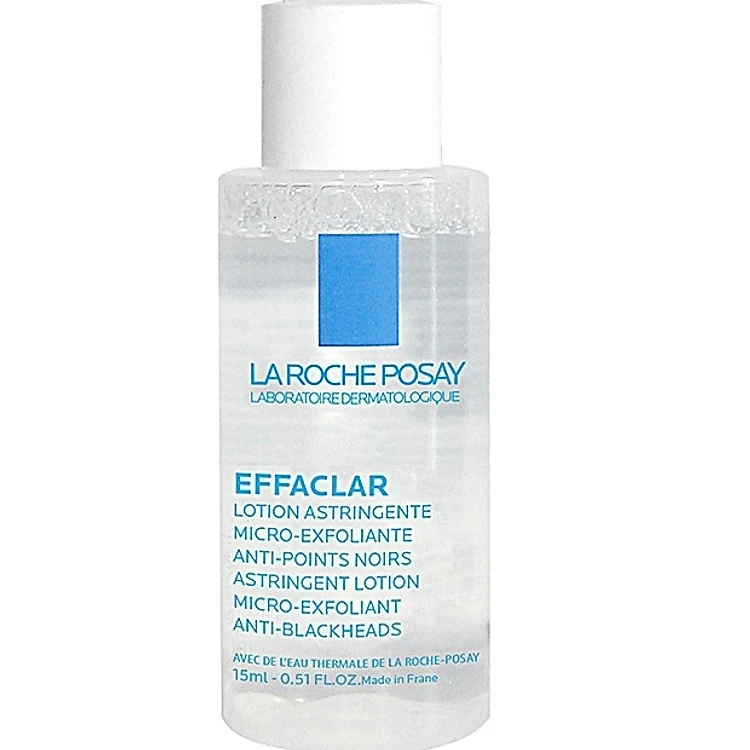 LA ROCHE POSAY
LABORATOIRE DERMATOLOGIQUE
EFFACLAR
LOTION ASTRINGENTE
MICRO-EXFOLIANTE
ANTI-POINTS NOIRS
ASTRINGENT LOTION
MICRO-EXFOLIANT
ANTI-BLACKHEADS
AVEC DE L'EAU THERMALE DE LA ROCHE-POSAY
15ml - 0.51 FL.OZ.Made in Frane